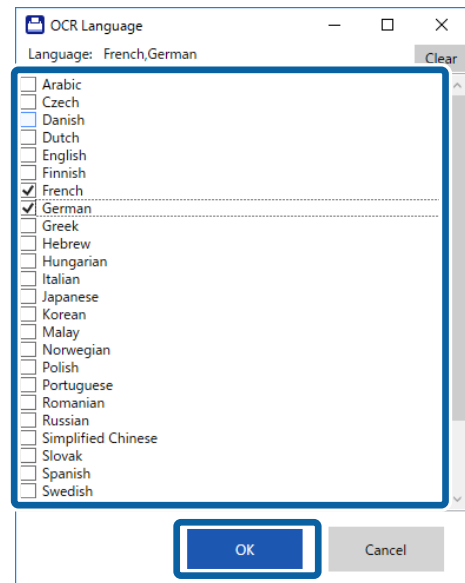 OCR Language
Language: French,German
Clear
Arabic
Czech
Danish
Dutch
English
Finnish
French
German
Greek
Hebrew
Hungarian
Italian
Japanese
Korean
Malay
Norwegian
Polish
Portuguese
Romanian
Russian
Simplified Chinese
Slovak
Spanish
Swedish
OK Cancel